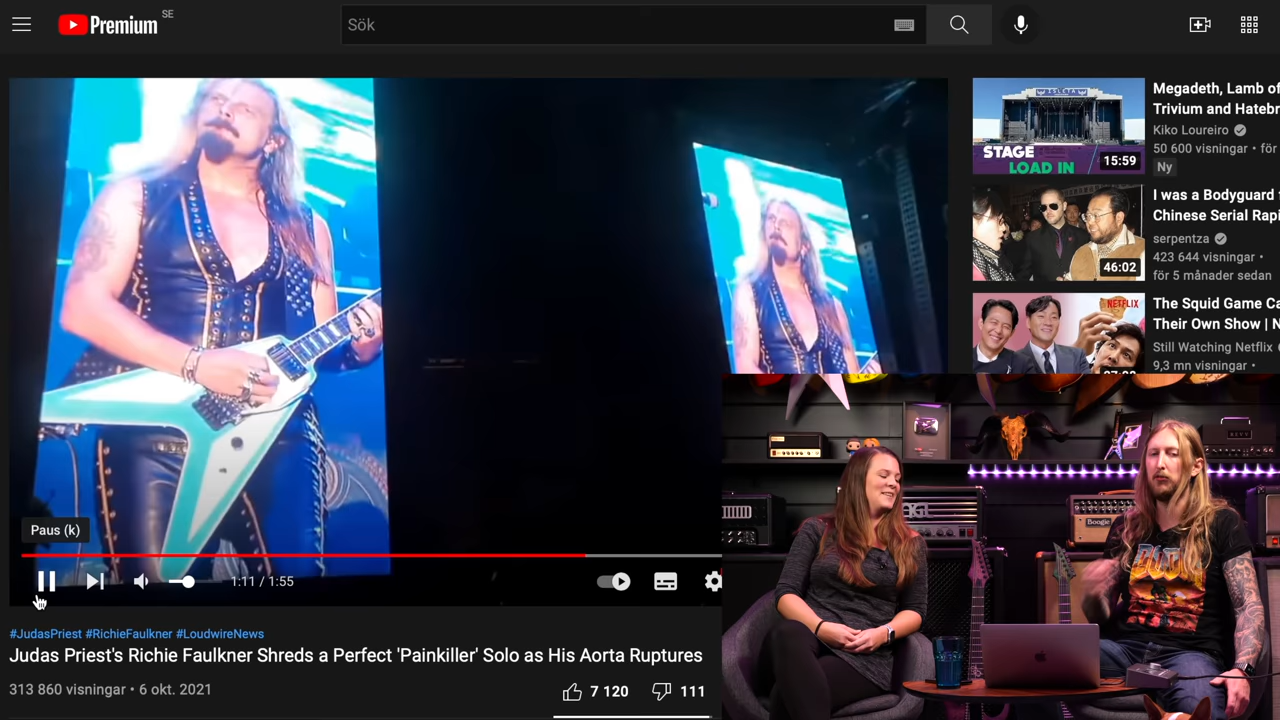 Premium
SE
Sök
Megadeth, Lamb of
Trivium and Hatebr
Kiko Loureiro
50 600 visningar • för
Ny
STAGE
LOAD IN
15:59
I was a Bodyguard
Chinese Serial Rapi
serpentza
423 644 visningar •
för 5 månader sedan
46:02
The Squid Game Ca
Their Own Show | N
Still Watching Netflix
9,3 mn visningar •
NETFLIX
Paus (k)
1:11 / 1:55
#JudasPriest #RichieFaulkner #LoudwireNews
Judas Priest's Richie Faulkner Shreds a Perfect 'Painkiller' Solo as His Aorta Ruptures
313 860 visningar • 6 okt. 2021
7 120
111
Boogie